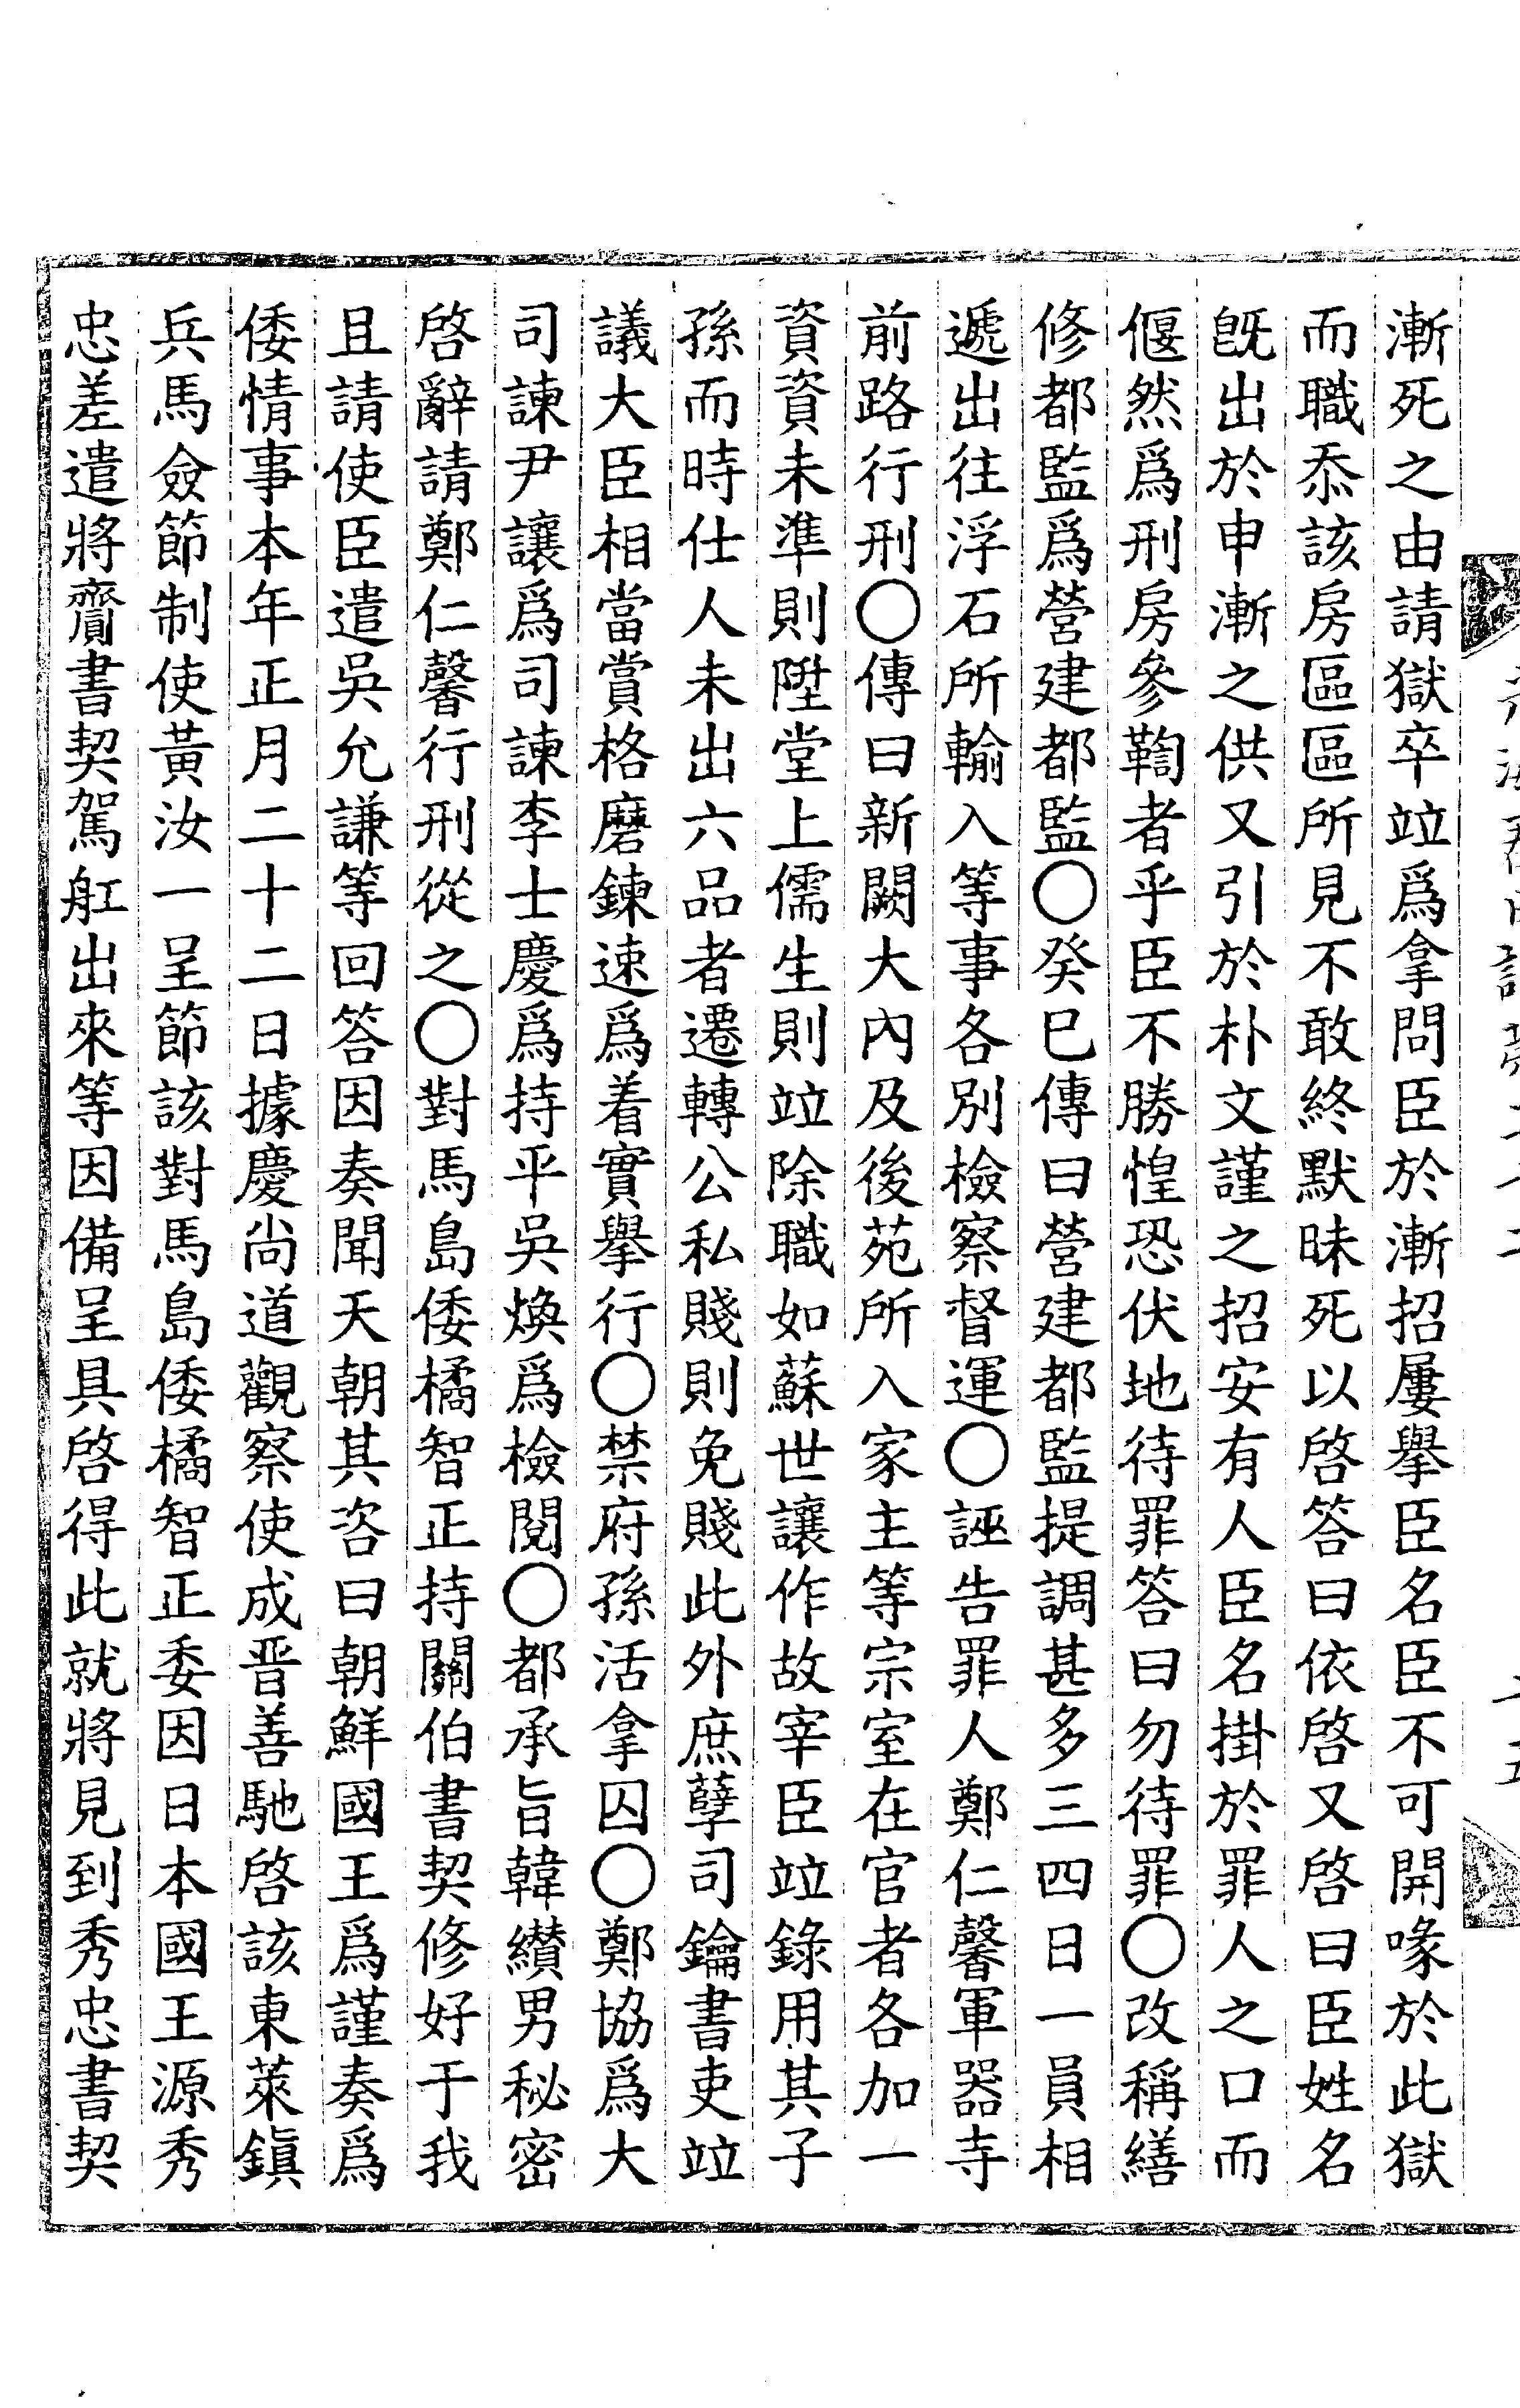 漸死之由請獄卒竝爲拿問臣於漸招屢擧臣名臣不可開喙於此獄
而職忝該房區區所見不敢終默昧死以啓答曰依啓又啓曰臣姓名
旣出於申漸之供又引於朴文謹之招安有人臣名掛於罪人之口而
偃然爲刑房參鞫者乎臣不勝惶恐伏地待罪答曰勿待罪○改稱繕
修都監爲營建都監○癸巳傳曰營建都監提調甚多三四日一員相
遞出往浮石所輸入等事各別檢察督運○誣告罪人鄭仁馨軍器寺
前路行刑○傳曰新闕大內及後苑所入家主等宗室在官者各加一
資資未準則陞堂上儒生則竝除職如蘇世讓作故宰臣竝錄用其子
孫而時仕人未出六品者遷轉公私賤則免賤此外庶孽司鑰書吏竝
議大臣相當賞格磨鍊速爲着實擧行○禁府孫活拿囚○鄭協爲大
司諫尹讓爲司諫李士慶爲持平吳煥爲檢閱○都承旨韓纘男秘密
啓辭請鄭仁馨行刑從之○對馬島倭橘智正持關伯書契修好于我
且請使臣遣吳允謙等回答因奏聞天朝其咨曰朝鮮國王爲謹奏爲
倭情事本年正月二十二日據慶尙道觀察使成晋善馳啓該東萊鎭
兵馬僉節制使黃汝一呈節該對馬島倭橘智正委因日本國王源秀
忠差遣將齎書契駕舡出來等因備呈具啓得此就將見到秀忠書契